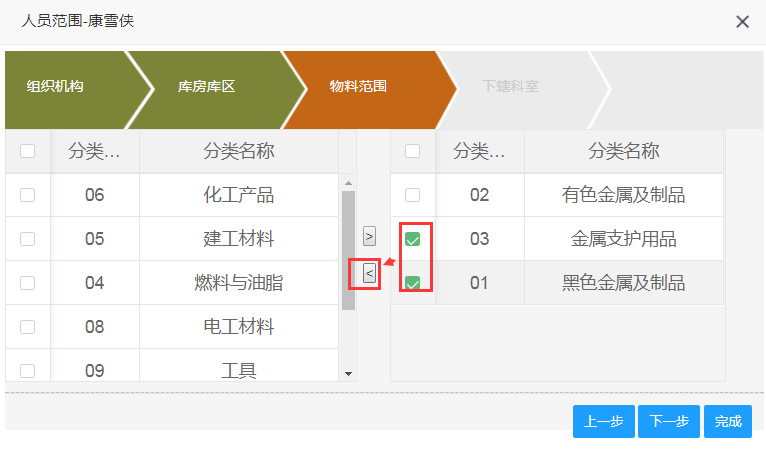 人员范围-康雪侠
组织机构 库房库区 物料范围 下辖科室
分类... 分类名称 分类... 分类名称
06 化工产品 02 有色金属及制品
05 建工材料 > 03 金属支护用品
04 燃料与油脂 < 01 黑色金属及制品
08 电工材料
09 工具
上一步 下一步 完成